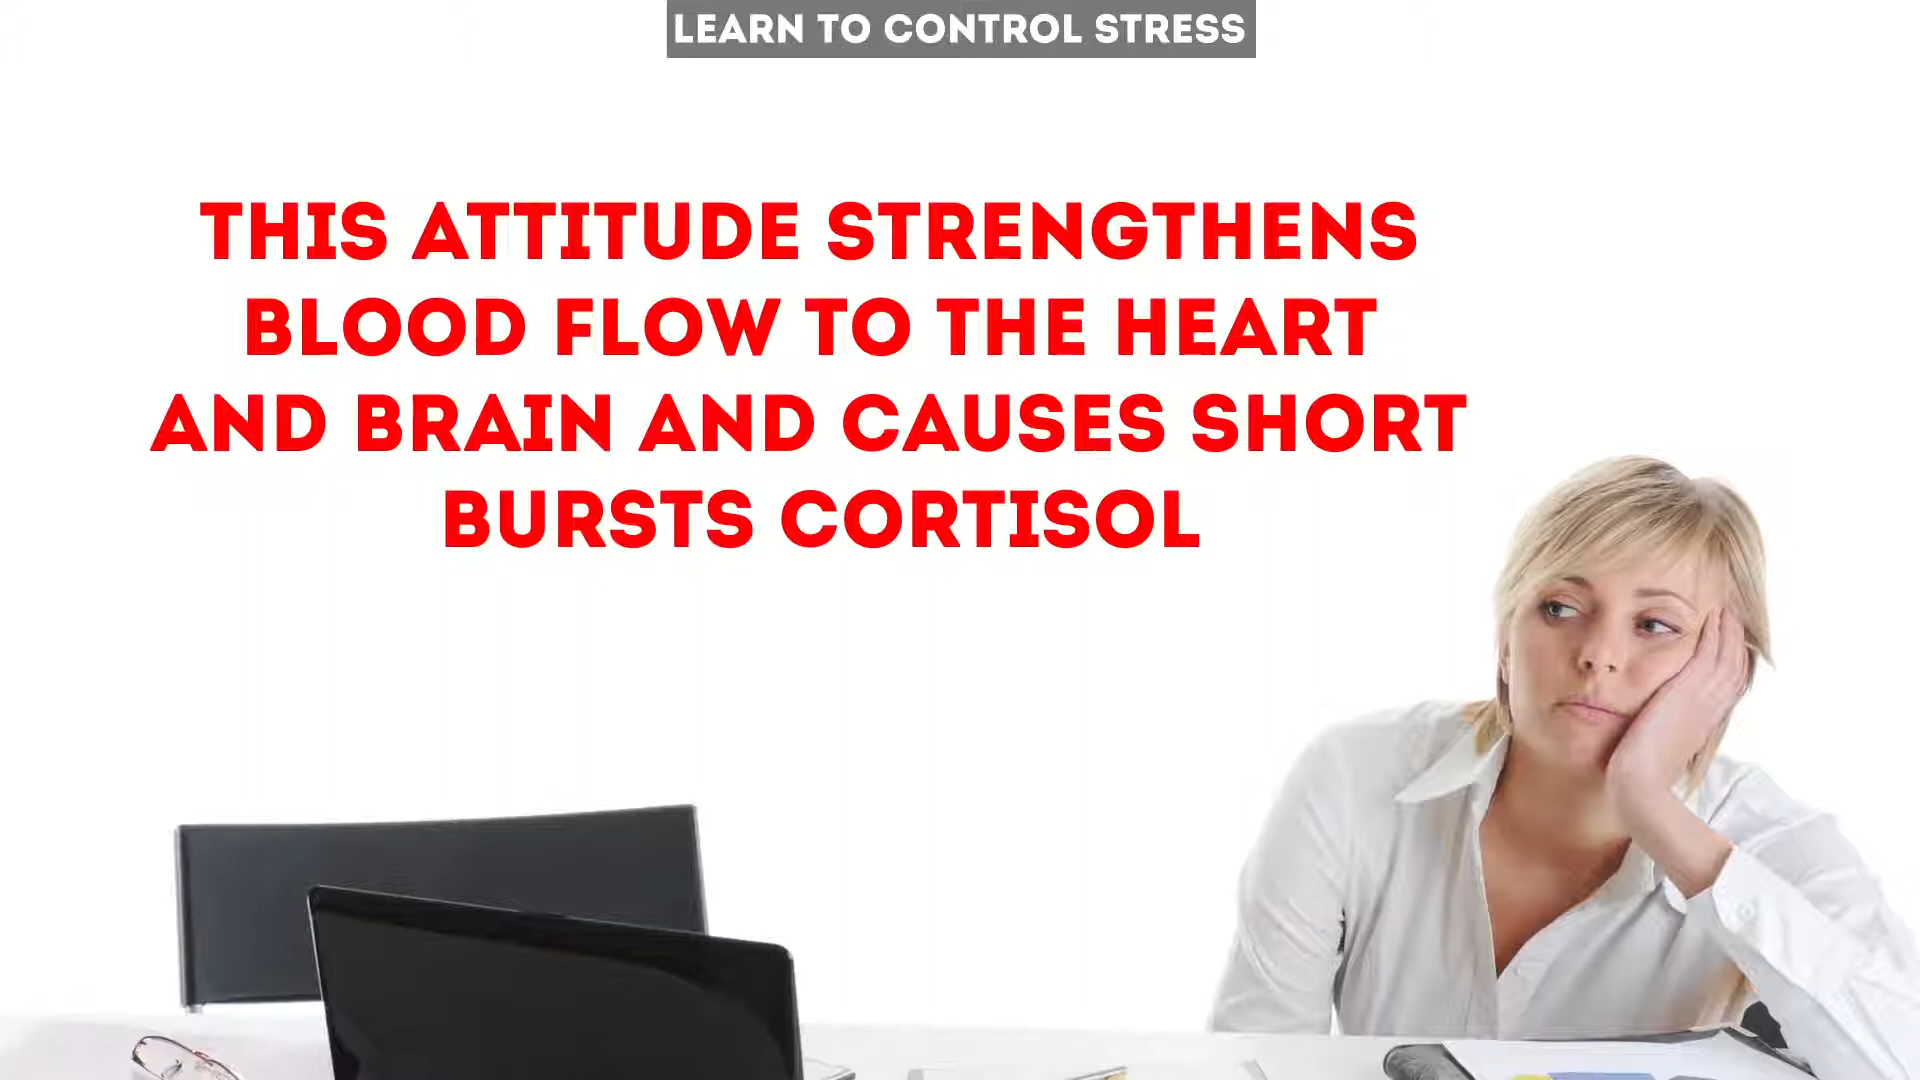 LEARN TO CONTROL STRESS
THIS ATTITUDE STRENGTHENS
BLOOD FLOW TO THE HEART
AND BRAIN AND CAUSES SHORT
BURSTS CORTISOL